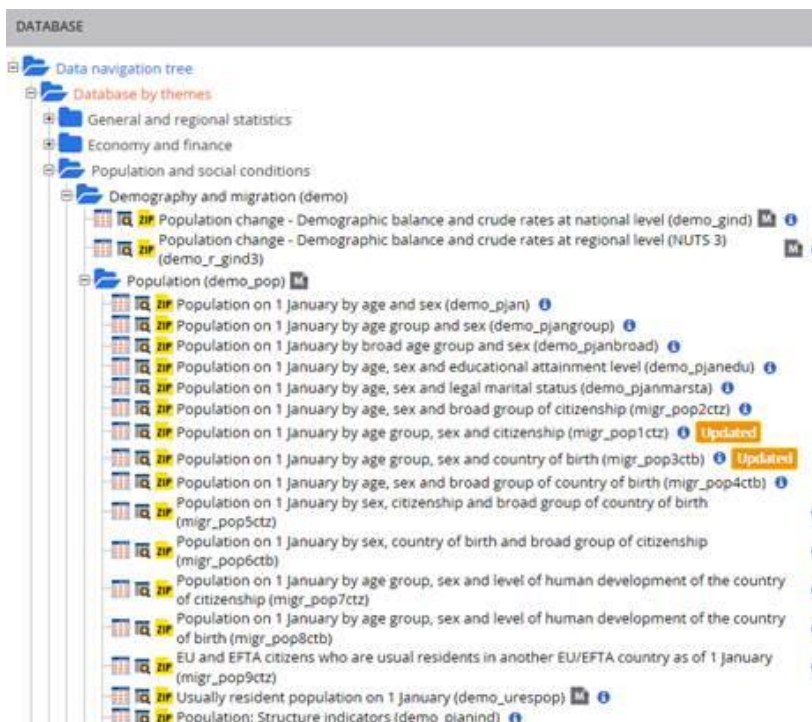 DATABASE
Data navigation tree
Database by themes
General and regional statistics
Economy and finance
Population and social conditions
Demography and migration (demo)
ZIP Population change - Demographic balance and crude rates at national level (demo_gind) M i
ZIP Population change - Demographic balance and crude rates at regional level (NUTS 3) M
(demo_r_gind3)
Population (demo_pop) M
ZIP Population on 1 January by age and sex (demo_pjan) i
ZIP Population on 1 January by age group and sex (demo_pjangroup) i
ZIP Population on 1 January by broad age group and sex (demo_pjanbroad) i
ZIP Population on 1 January by age, sex and educational attainment level (demo_pjanedu) i
ZIP Population on 1 January by age, sex and legal marital status (demo_pjanmarsta) i
ZIP Population on 1 January by age, sex and broad group of citizenship (migr_pop2ctz) i
ZIP Population on 1 January by age group, sex and citizenship (migr_pop1ctz) i Updated
ZIP Population on 1 January by age group, sex and country of birth (migr_pop3ctb) i Updated
ZIP Population on 1 January by age, sex and broad group of country of birth (migr_pop4ctb) i
ZIP Population on 1 January by sex, citizenship and broad group of country of birth
(migr_pop5ctz)
ZIP Population on 1 January by sex, country of birth and broad group of citizenship
(migr_pop6ctb)
ZIP Population on 1 January by age group, sex and level of human development of the country
of citizenship (migr_pop7ctz)
ZIP Population on 1 January by age group, sex and level of human development of the country
of birth (migr_pop8ctb)
ZIP EU and EFTA citizens who are usual residents in another EU/EFTA country as of 1 January
(migr_pop9ctz)
ZIP Usually resident population on 1 January (demo_urespop) M i
ZIP Population: Structure indicators (demo_pjanind) i